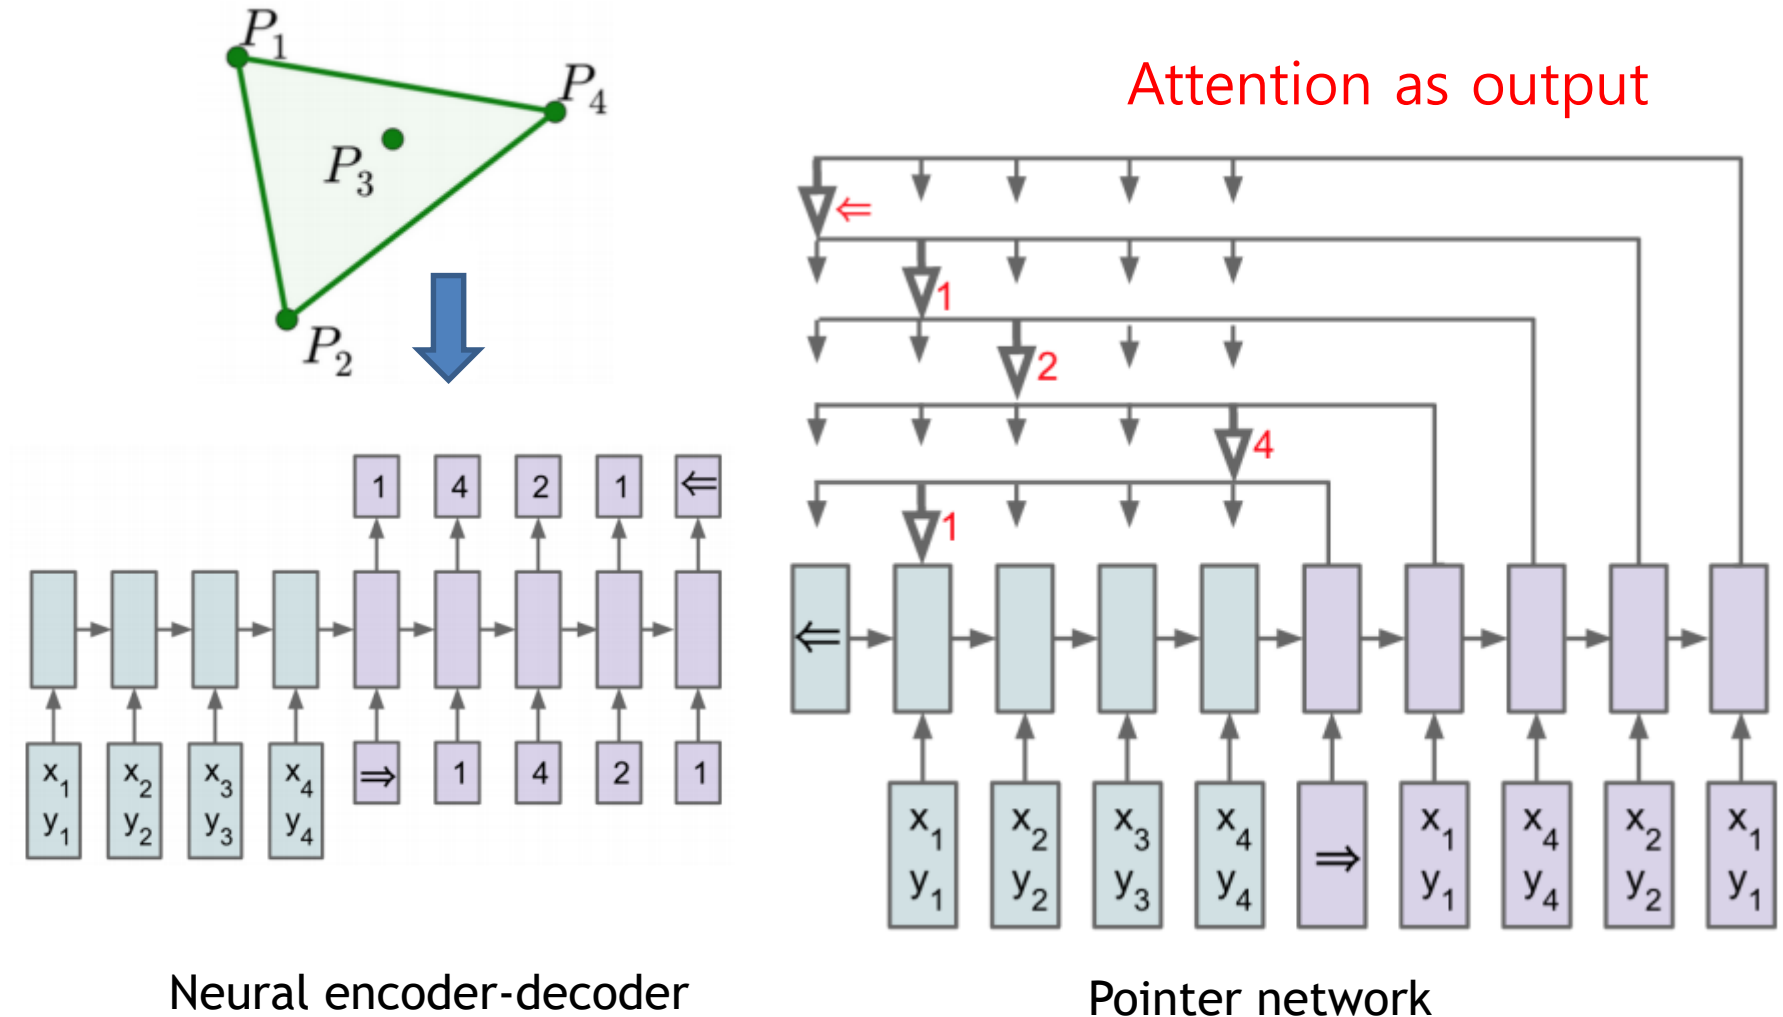 P1
P4
P3
P2
1 4 2 1 ⇐
x1 x2 x3 x4 ⇒ 1 4 2 1
y1 y2 y3 y4
Neural encoder-decoder
Attention as output
⇐
1
2
4
1
⇐
x1 x2 x3 x4 ⇒ x1 x4 x2 x1
y1 y2 y3 y4 y1 y4 y2 y1
Pointer network